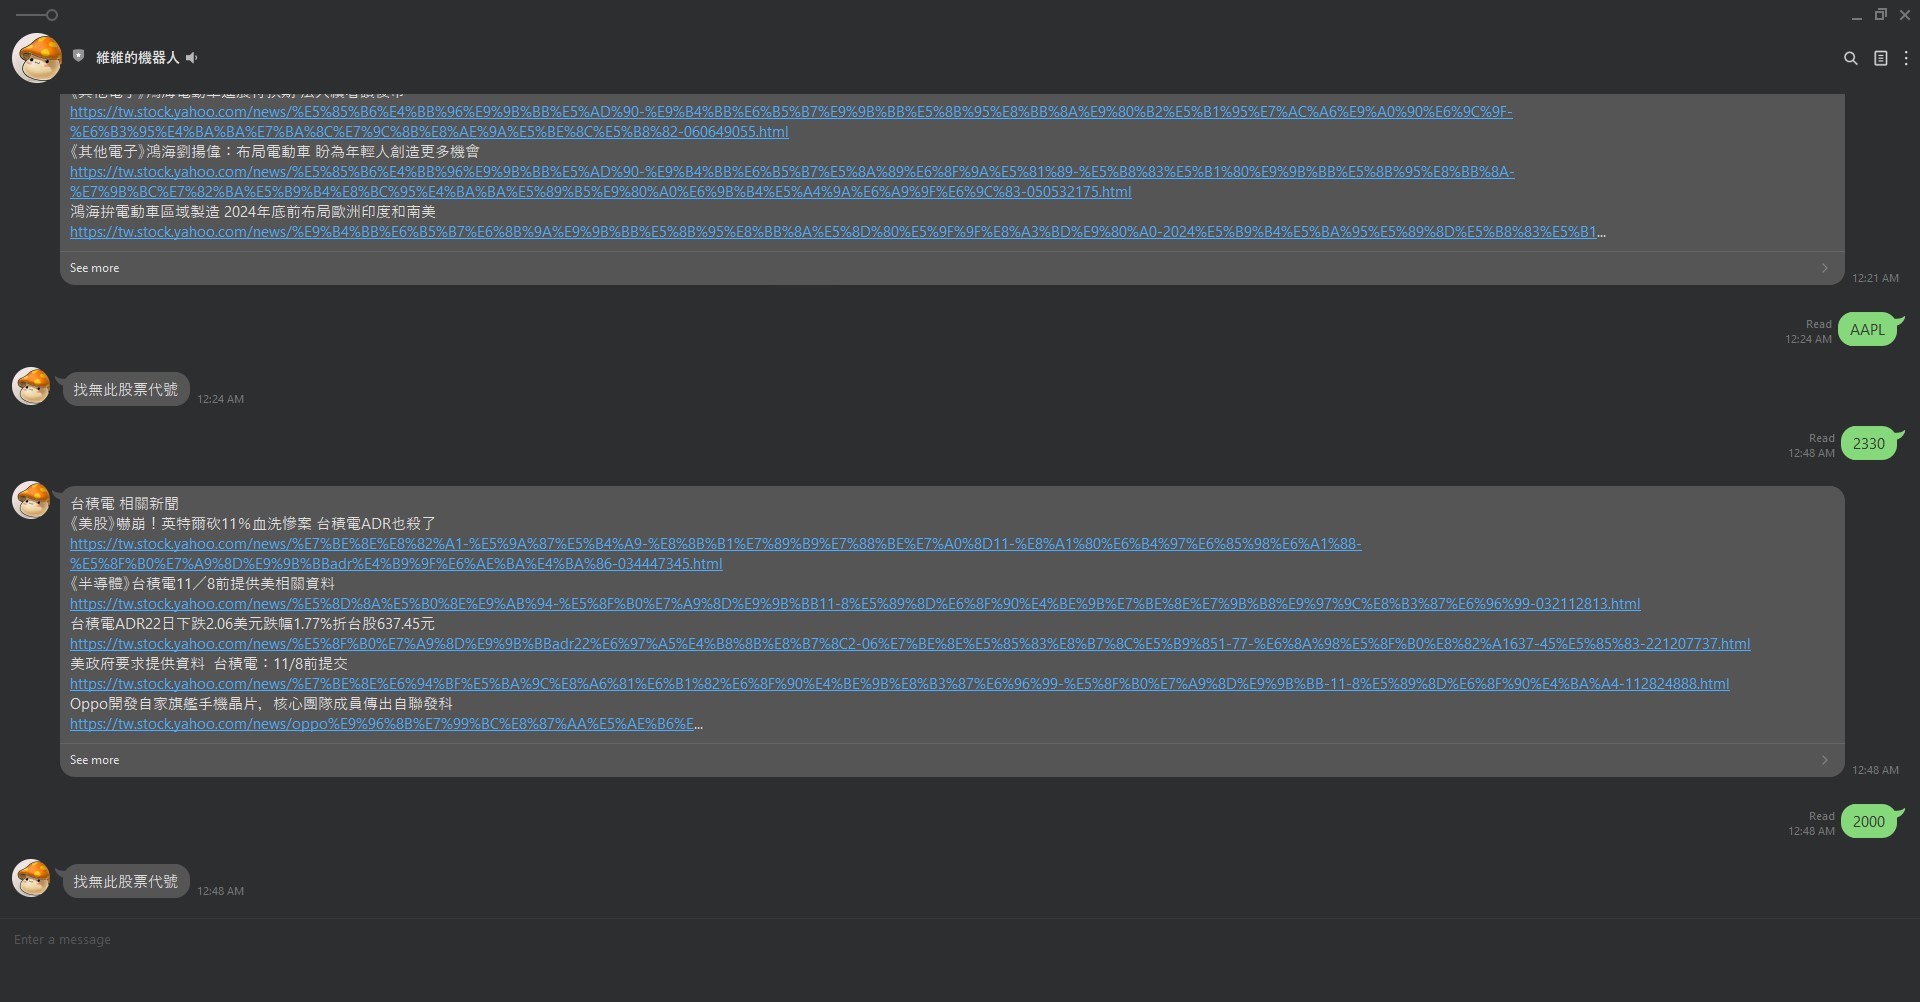 維維的機器人
https://tw.stock.yahoo.com/news/%E5%85%B6%E4%BB%96%E9%9B%BB%E5%AD%90-%E9%B4%BB%E6%B5%B7%E9%9B%BB%E5%8B%95%E8%BB%8A%E9%80%B2%E5%B1%95%E7%AC%A6%E9%A0%90%E6%9C%9F-
%E6%B3%95%E4%BA%BA%E7%BA%8C%E7%9C%8B%E8%AE%9A%E5%BE%8C%E5%B8%82-060649055.html
《其他電子》鴻海劉揚偉：布局電動車 盼為年輕人創造更多機會
https://tw.stock.yahoo.com/news/%E5%85%B6%E4%BB%96%E9%9B%BB%E5%AD%90-%E9%B4%BB%E6%B5%B7%E5%8A%89%E6%8F%9A%E5%81%89-%E5%B8%83%E5%B1%80%E9%9B%BB%E5%8B%95%E8%BB%8A-
%E7%9B%BC%E7%82%BA%E5%B9%B4%E8%BC%95%E4%BA%BA%E5%89%B5%E9%80%A0%E6%9B%B4%E5%A4%9A%E6%A9%9F%E6%9C%83-050532175.html
鴻海拚電動車區域製造 2024年底前布局歐洲印度和南美
https://tw.stock.yahoo.com/news/%E9%B4%BB%E6%B5%B7%E6%8B%9A%E9%9B%BB%E5%8B%95%E8%BB%8A%E5%8D%80%E5%9F%9F%E8%A3%BD%E9%80%A0-2024%E5%B9%B4%E5%BA%95%E5%89%8D%E5%B8%83%E5%B1...
See more
12:21 AM
Read
12:24 AM
AAPL
找無此股票代號
12:24 AM
Read
12:48 AM
2330
台積電 相關新聞
《美股》嚇崩！英特爾砍11％血洗慘案 台積電ADR也殺了
https://tw.stock.yahoo.com/news/%E7%BE%8E%E8%82%A1-%E5%9A%87%E5%B4%A9-%E8%8B%B1%E7%89%B9%E7%88%BE%E7%A0%8D11-%E8%A1%80%E6%B4%97%E6%85%98%E6%A1%88-
%E5%8F%B0%E7%A9%8D%E9%9B%BBadr%E4%B9%9F%E6%AE%BA%E4%BA%86-034447345.html
《半導體》台積電11／8前提供美相關資料
https://tw.stock.yahoo.com/news/%E5%8D%8A%E5%B0%8E%E9%AB%94-%E5%8F%B0%E7%A9%8D%E9%9B%BB11-8%E5%89%8D%E6%8F%90%E4%BE%9B%E7%BE%8E%E7%9B%B8%E9%97%9C%E8%B3%87%E6%96%99-032112813.html
台積電ADR22日下跌2.06美元跌幅1.77%折台股637.45元
https://tw.stock.yahoo.com/news/%E5%8F%B0%E7%A9%8D%E9%9B%BBadr22%E6%97%A5%E4%B8%8B%E8%B7%8C2-06%E7%BE%8E%E5%85%83%E8%B7%8C%E5%B9%851-77-%E6%8A%98%E5%8F%B0%E8%82%A1637-45%E5%85%83-221207737.html
美政府要求提供資料 台積電：11/8前提交
https://tw.stock.yahoo.com/news/%E7%BE%8E%E6%94%BF%E5%BA%9C%E8%A6%81%E6%B1%82%E6%8F%90%E4%BE%9B%E8%B3%87%E6%96%99-%E5%8F%B0%E7%A9%8D%E9%9B%BB-11-8%E5%89%8D%E6%8F%90%E4%BA%A4-112824888.html
Oppo開發自家旗艦手機晶片，核心團隊成員傳出自聯發科
https://tw.stock.yahoo.com/news/oppo%E9%96%8B%E7%99%BC%E8%87%AA%E5%AE%B6%E...
See more
12:48 AM
Read
12:48 AM
2000
找無此股票代號
12:48 AM
Enter a message